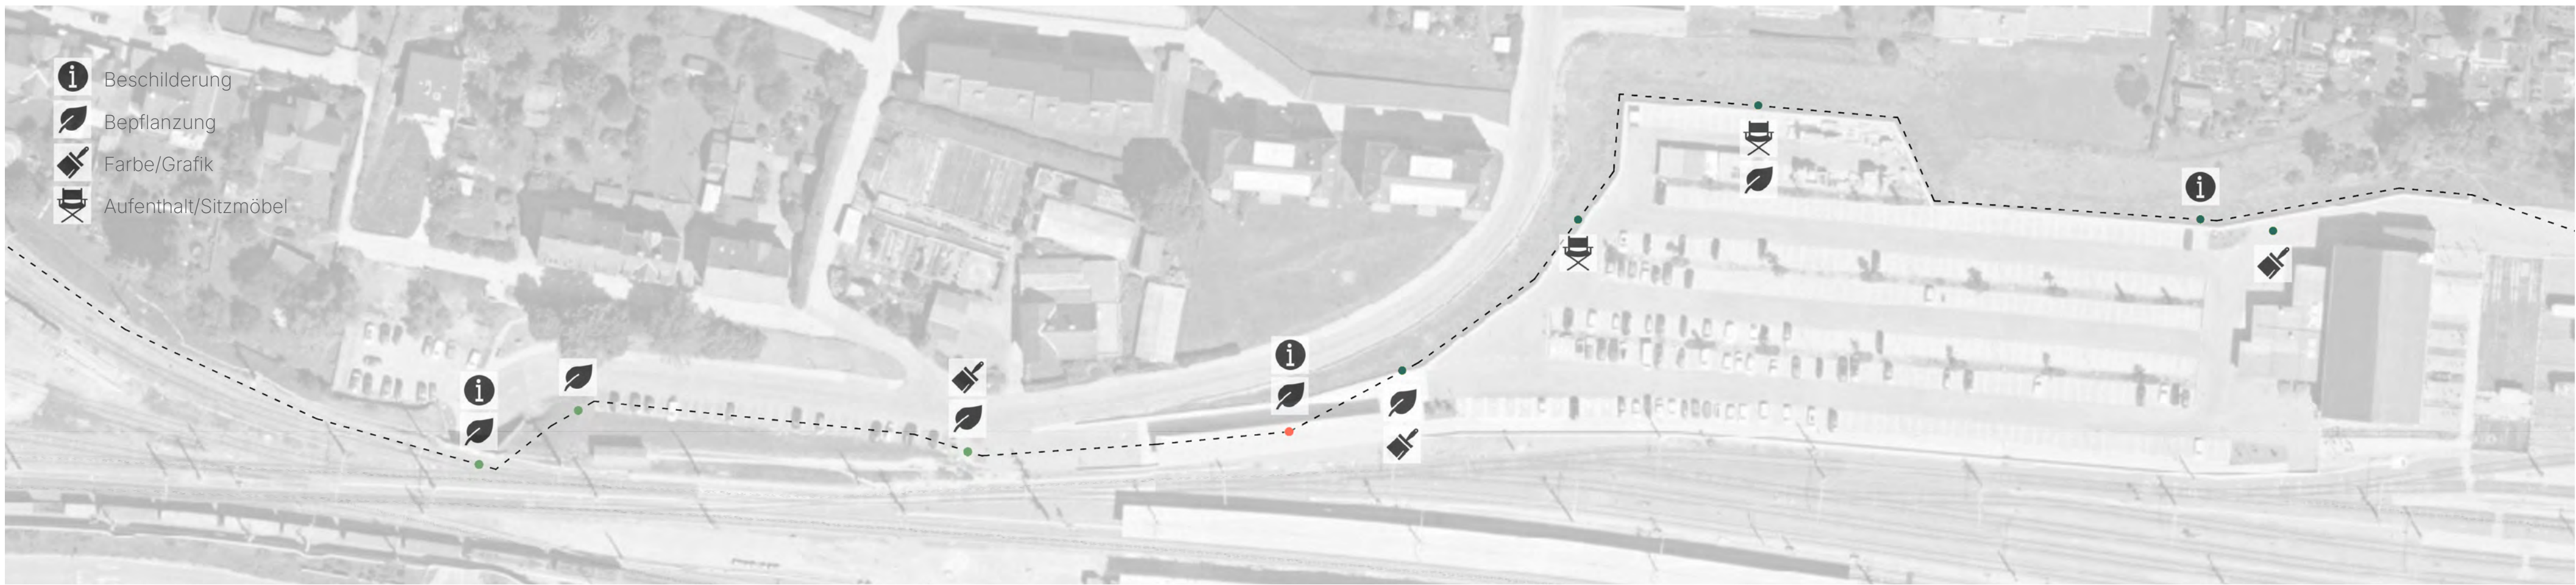 Beschilderung
Bepflanzung
Farbe/Grafik
Aufenthalt/Sitzmöbel